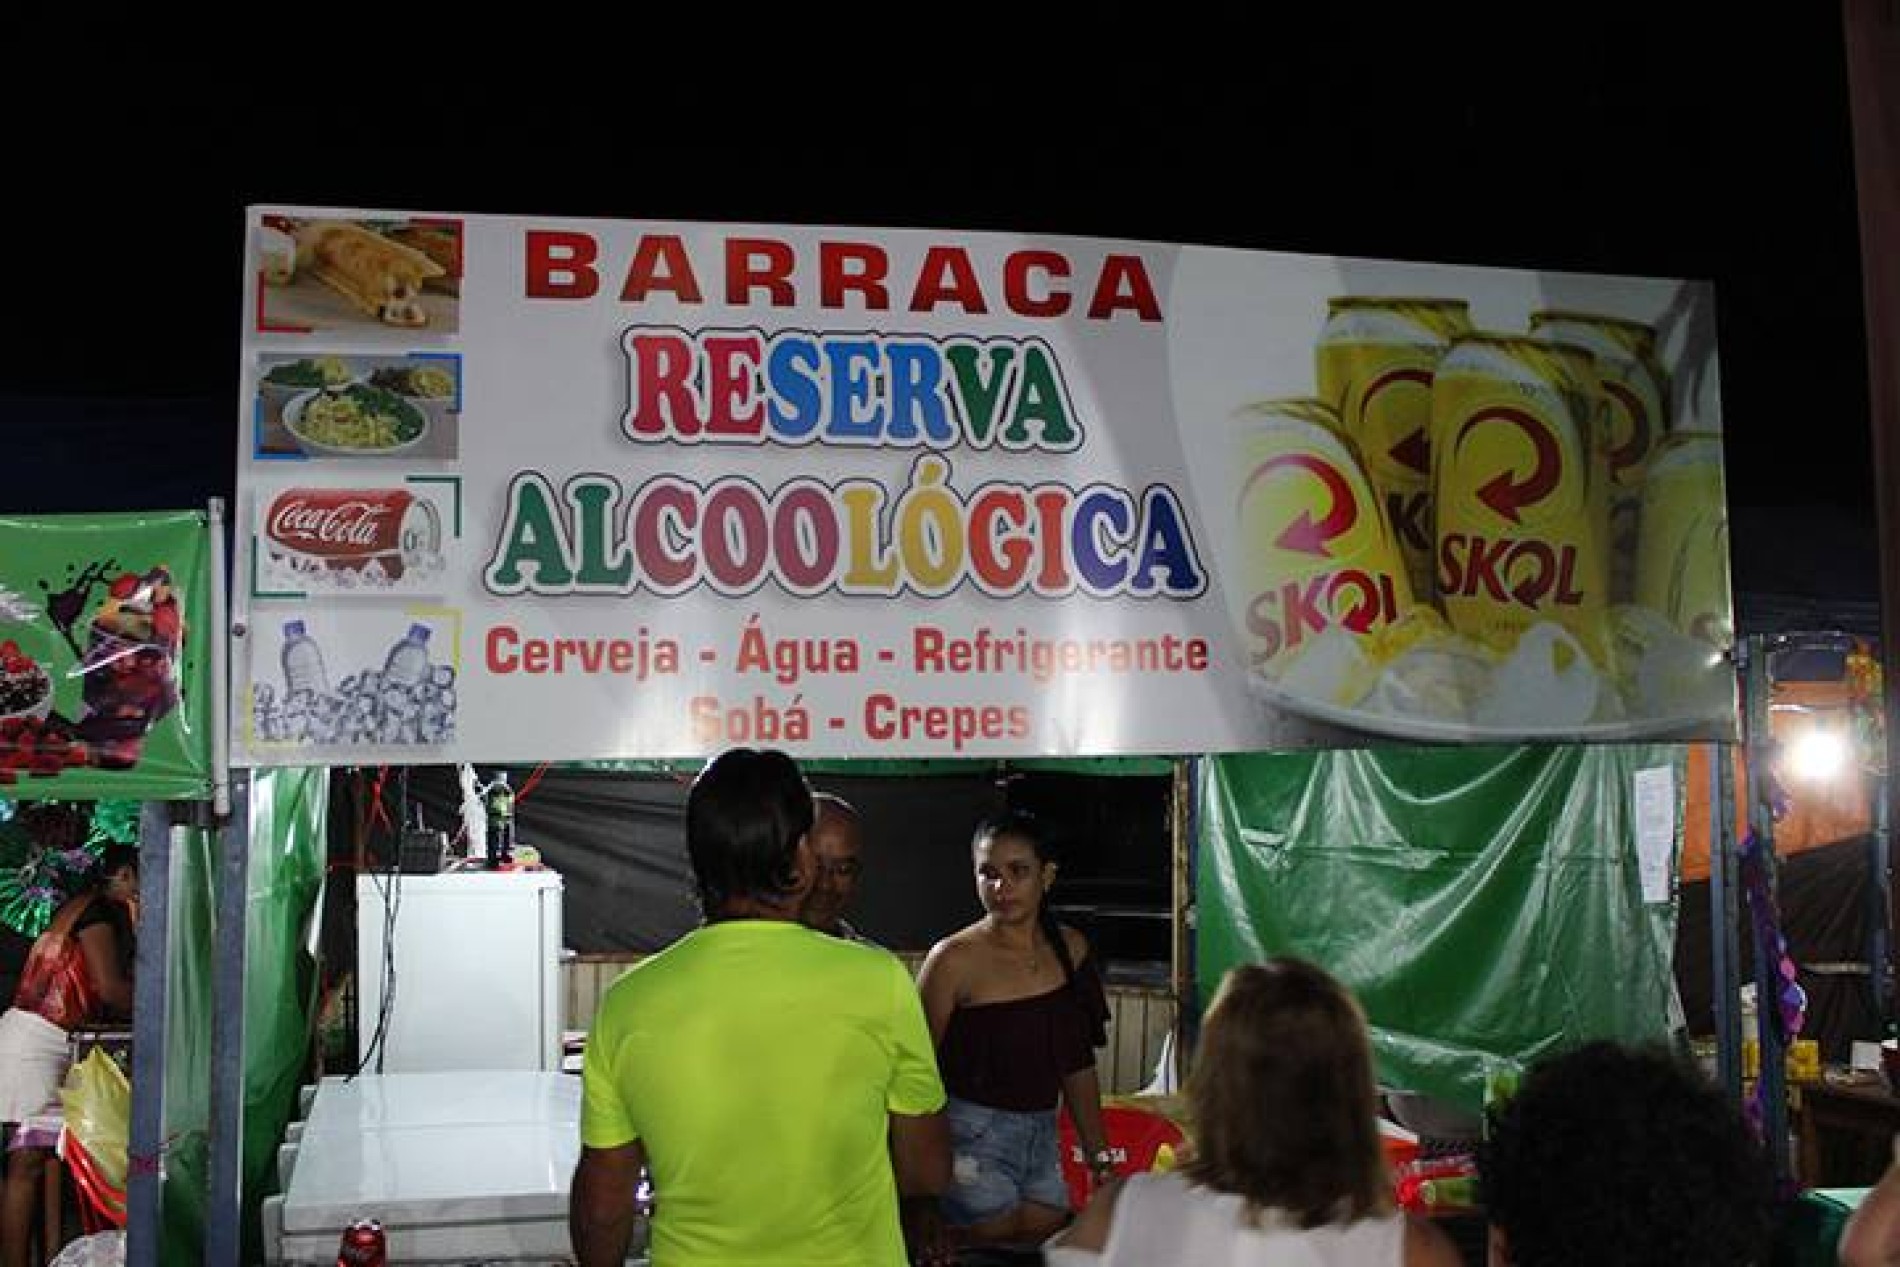 BARRACA
RESERVA
ALCOOLÓGICA
Cerveja - Água - Refrigerante
Sobá - Crepes
Coca-Cola
SKOL
SKOL